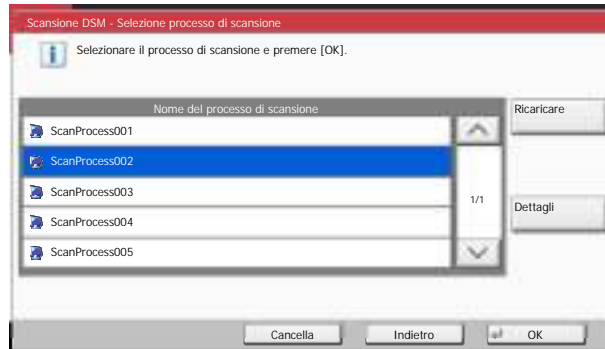 Scansione DSM - Selezione processo di scansione
Selezionare il processo di scansione e premere [OK].
Nome del processo di scansione
Ricaricare
ScanProcess001
ScanProcess002
ScanProcess003
1/1
Dettagli
ScanProcess004
ScanProcess005
Cancella
Indietro
OK